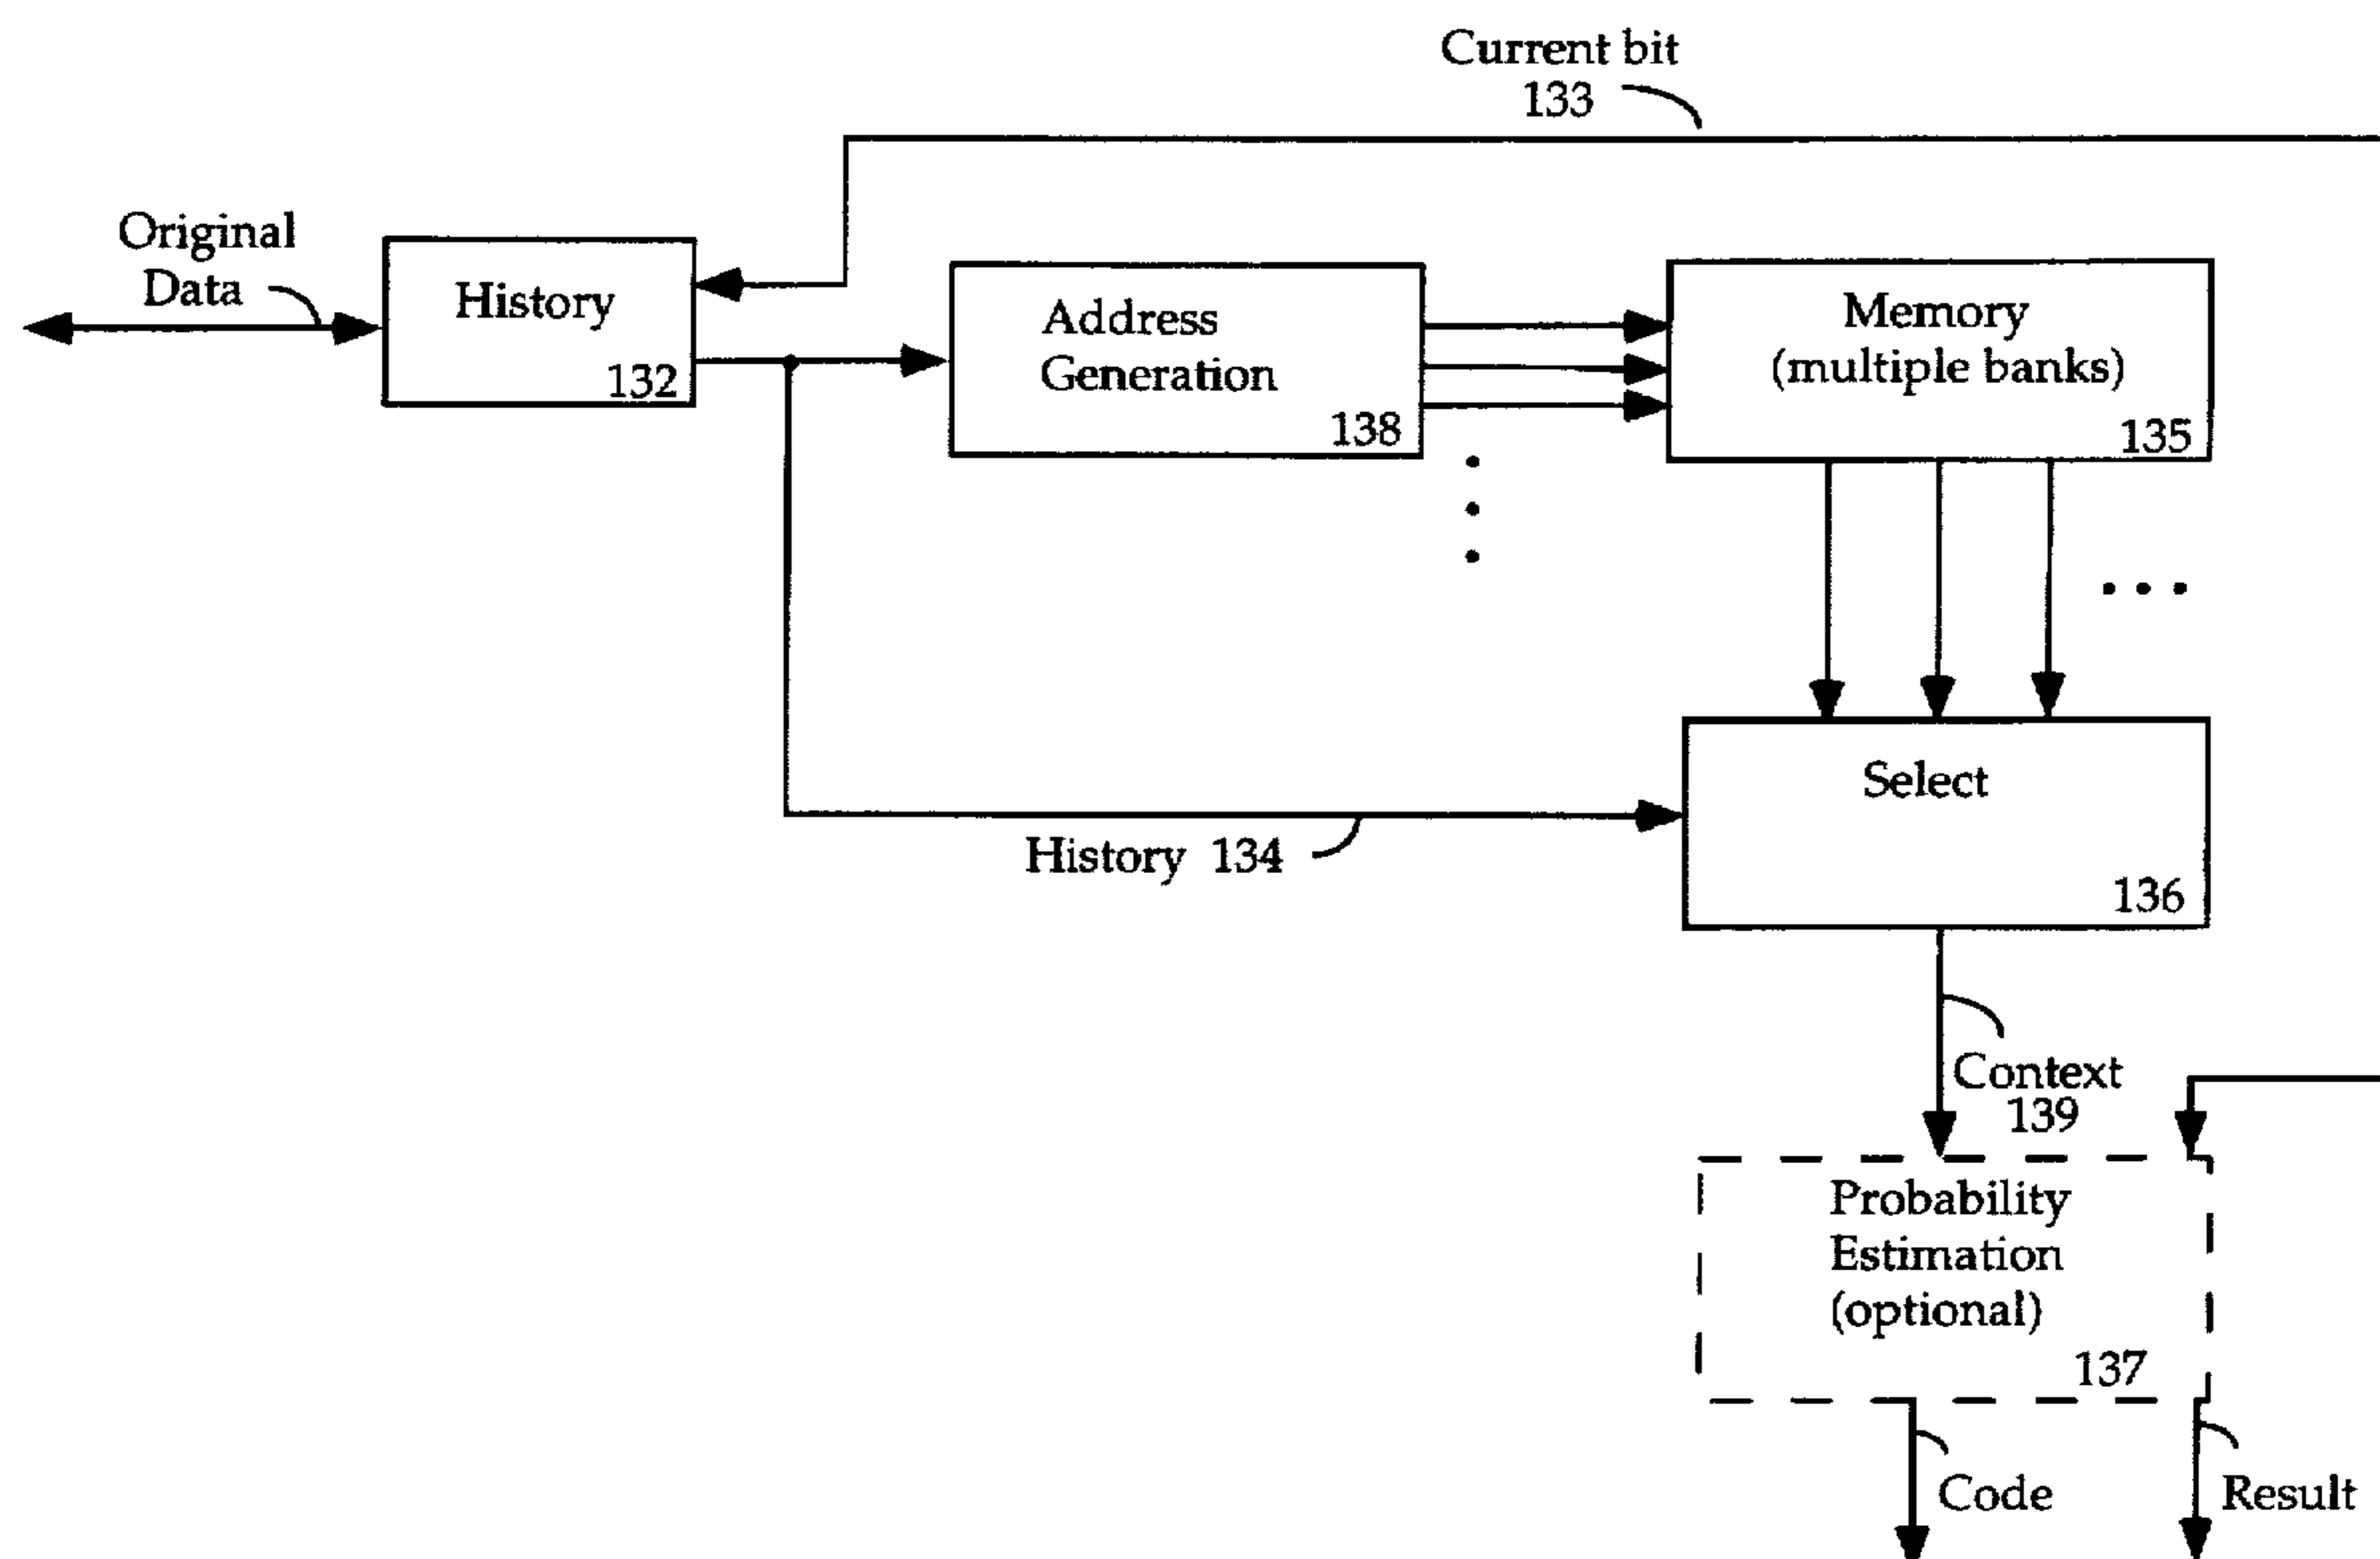 Current bit
133
Original
Data
History
132
Address
Generation
138
Memory
(multiple banks)
135
Select
136
History 134
Context
139
Probability
Estimation
(optional)
137
Code
Result